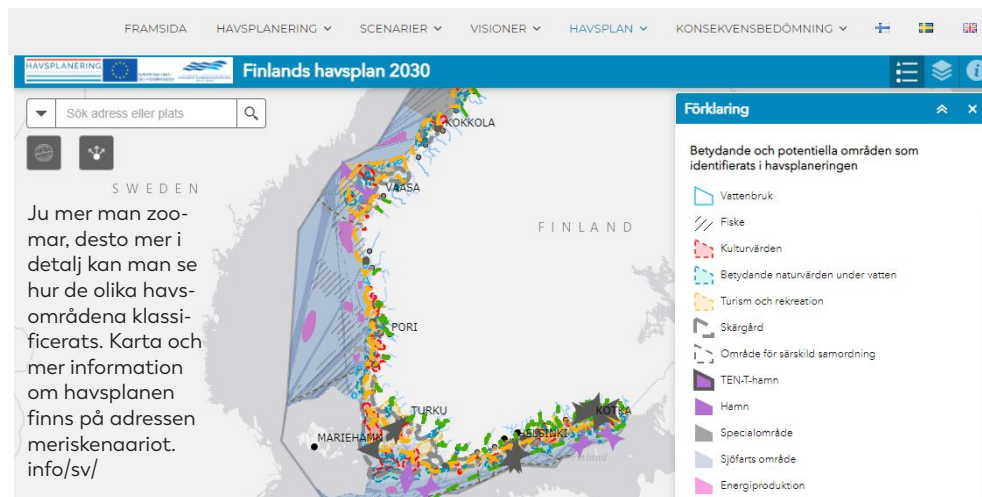 FRAMSIDA HAVSPLANERING SCENARIER VISIONER HAVSPLAN KONSEKVENSBEDÖMNING
HAVSPLANERING
Finlands havsplan 2030
Sök adress eller plats
Förklaring
Betydande och potentiella områden som
identifierats i havsplaneringen
Vattenbruk
Fiske
Kulturvärden
Betydande naturvärden under vatten
Turism och rekreation
Skärgård
Område för särskild samordning
TEN-T-hamn
Hamn
Specialområde
Sjöfarts område
Energiproduktion
KOKKOLA
VAASA
SWEDEN
FINLAND
PORI
TURKU
MARIEHAMN
HELSINKI
KOTKA
Finland
Ju mer man zoo-
mar, desto mer i
detalj kan man se
hur de olika havs-
områdena klassi-
ficerats. Karta och
mer information
om havsplanen
finns på adressen
meriskenaariot.
info/sv/